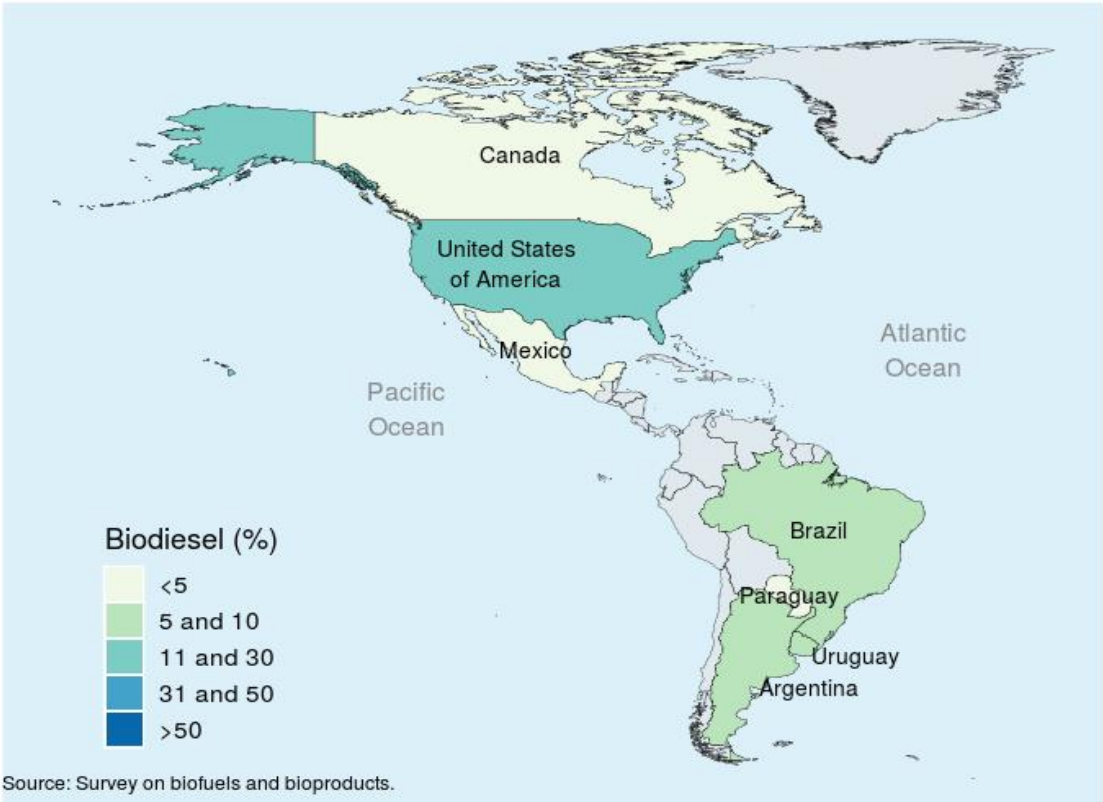 Canada
United States
of America
Mexico
Atlantic
Ocean
Pacific
Ocean
Brazil
Paraguay
Uruguay
Argentina
Biodiesel (%)
<5
5 and 10
11 and 30
31 and 50
>50
Source: Survey on biofuels and bioproducts.